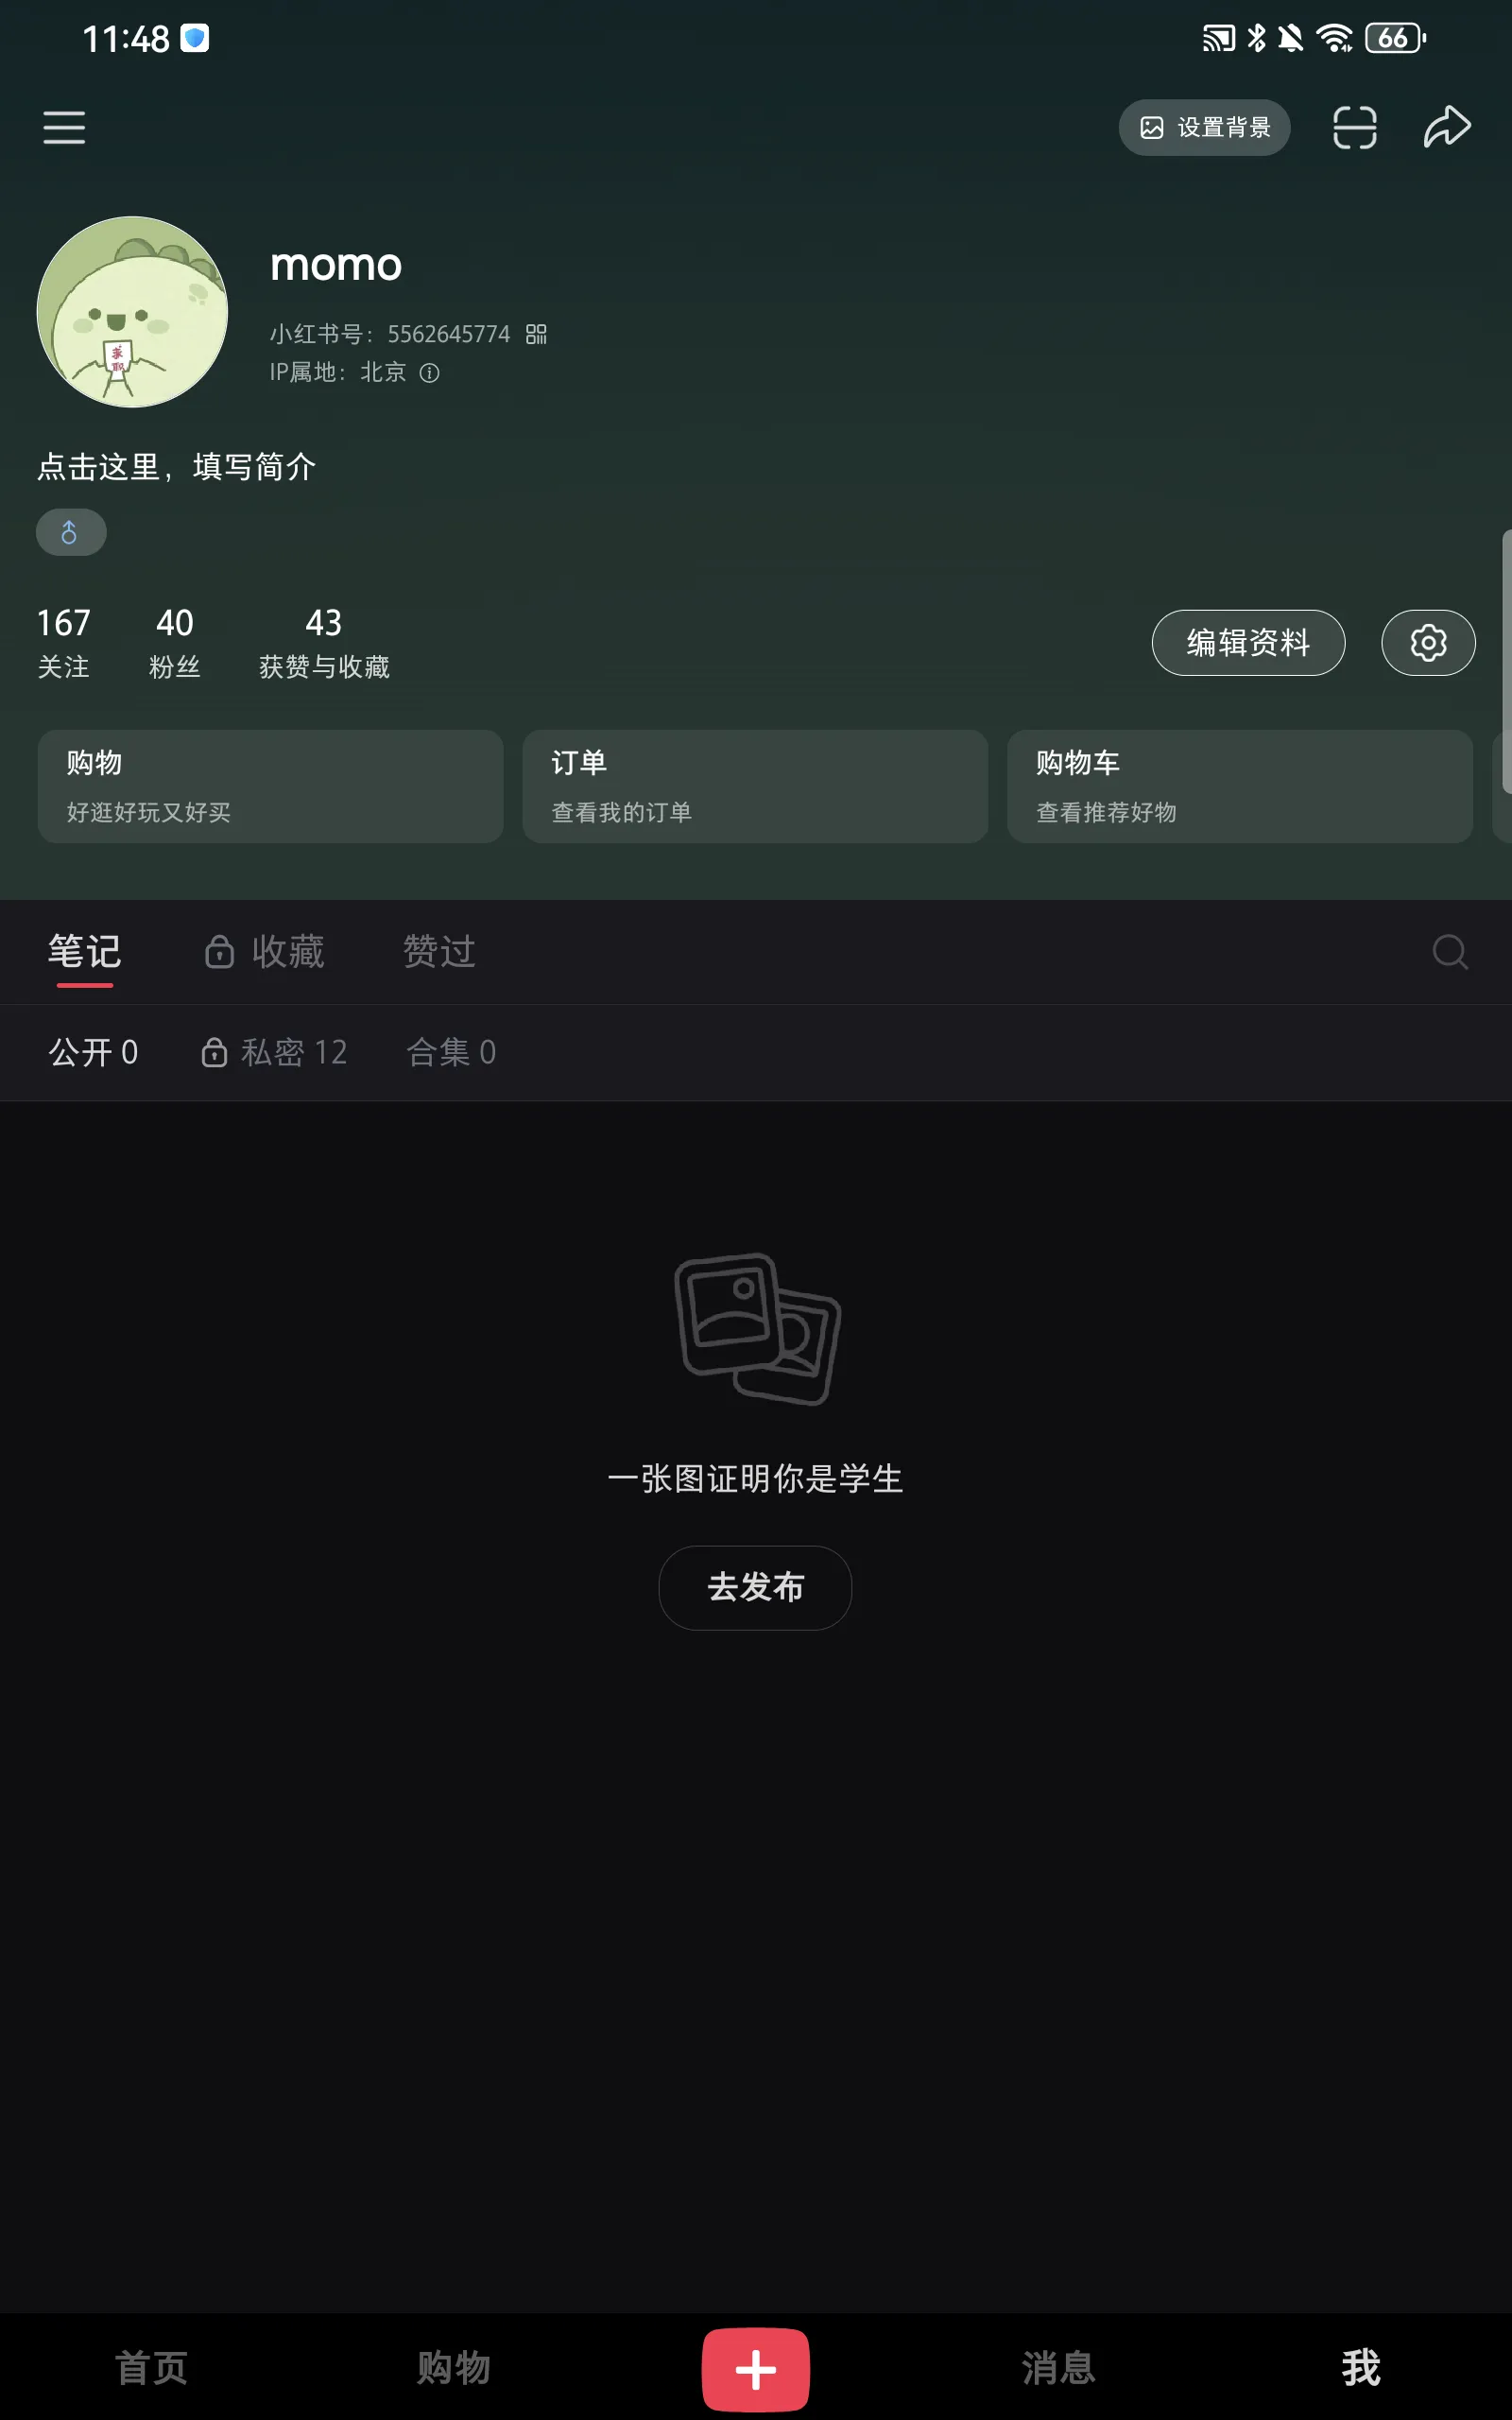 11:48
66
设置背景
momo
小红书号：5562645774
IP属地：北京
求职
点击这里，填写简介
167 40 43
关注 粉丝 获赞与收藏
编辑资料
购物 订单 购物车
好逛好玩又好买 查看我的订单 查看推荐好物
笔记 收藏 赞过
公开 0 私密 12 合集 0
一张图证明你是学生
去发布
首页 购物 消息 我